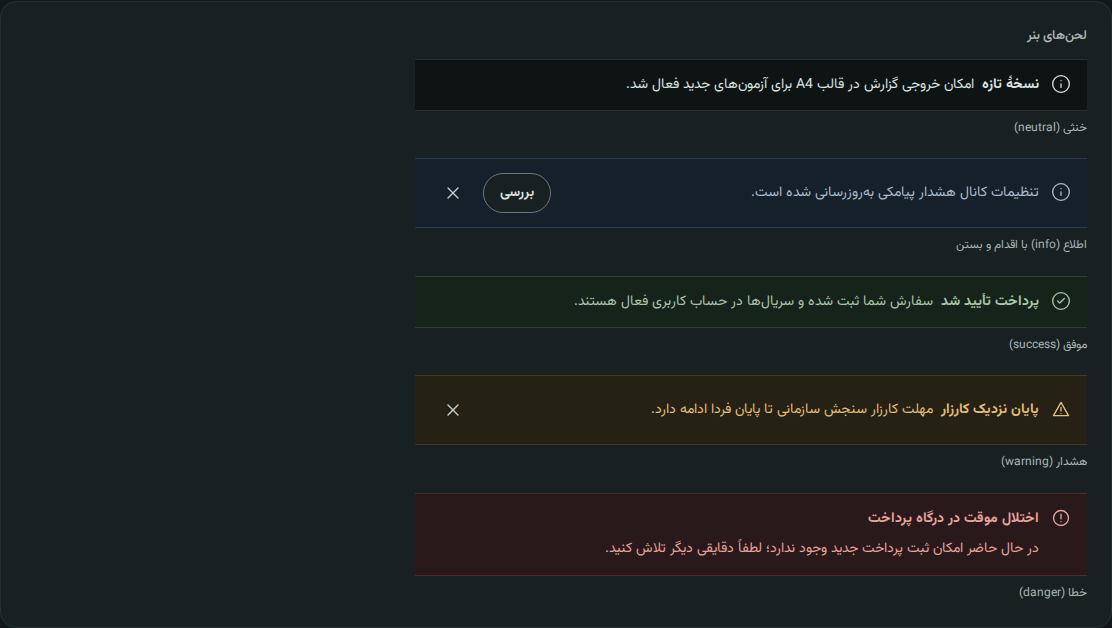 لحن‌های بنر
نسخهٔ تازه امکان خروجی گزارش در قالب A4 برای آزمون‌های جدید فعال شد.
خنثی (neutral)
تنظیمات کانال هشدار پیامکی به‌روزرسانی شده است.
بررسی
اطلاع (info) با اقدام و بستن
پرداخت تأیید شد سفارش شما ثبت شده و سریال‌ها در حساب کاربری فعال هستند.
موفق (success)
پایان نزدیک کارزار مهلت کارزار سنجش سازمانی تا پایان فردا ادامه دارد.
هشدار (warning)
اختلال موقت در درگاه پرداخت
در حال حاضر امکان ثبت پرداخت جدید وجود ندارد؛ لطفاً دقایقی دیگر تلاش کنید.
خطا (danger)